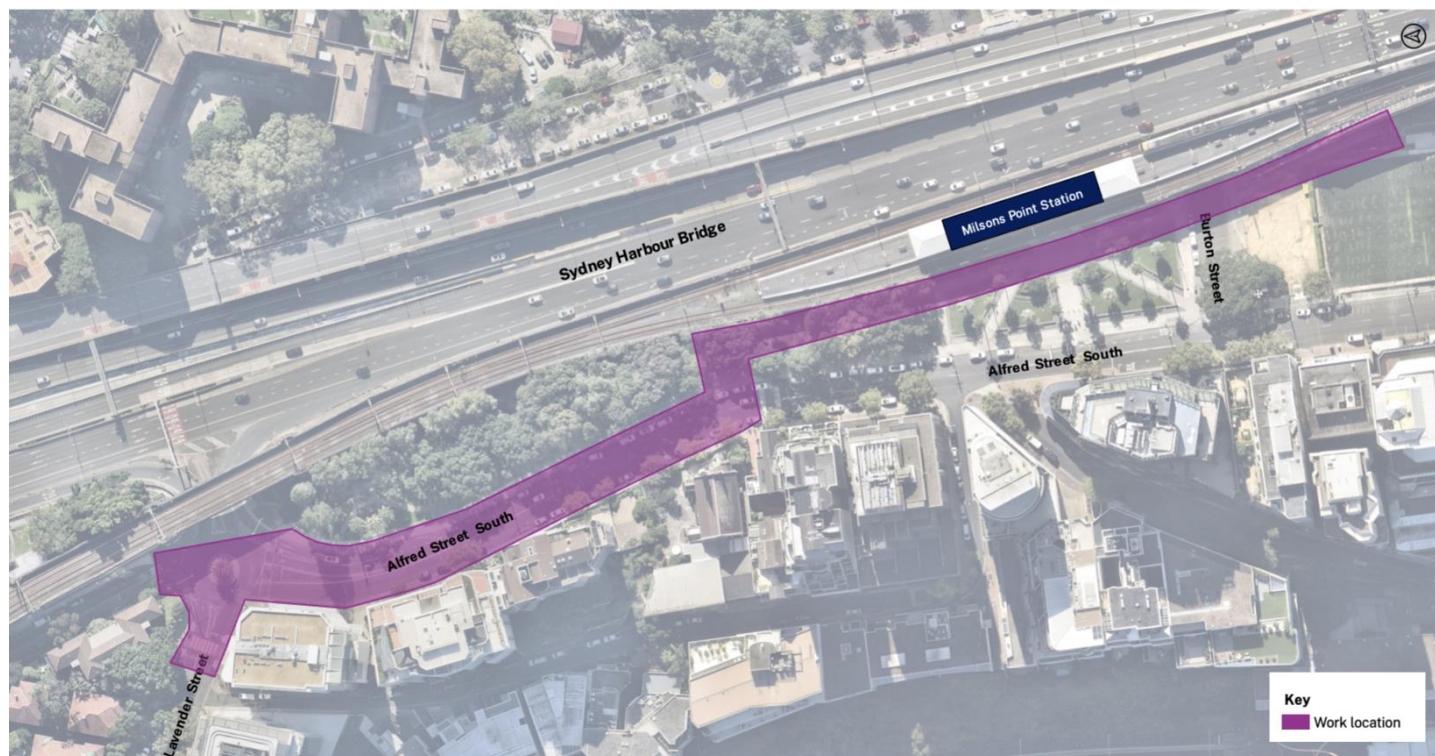 Sydney Harbour Bridge
Milsons Point Station
Burton Street
Alfred Street South
Alfred Street South
Lavender Street
Key
Work location